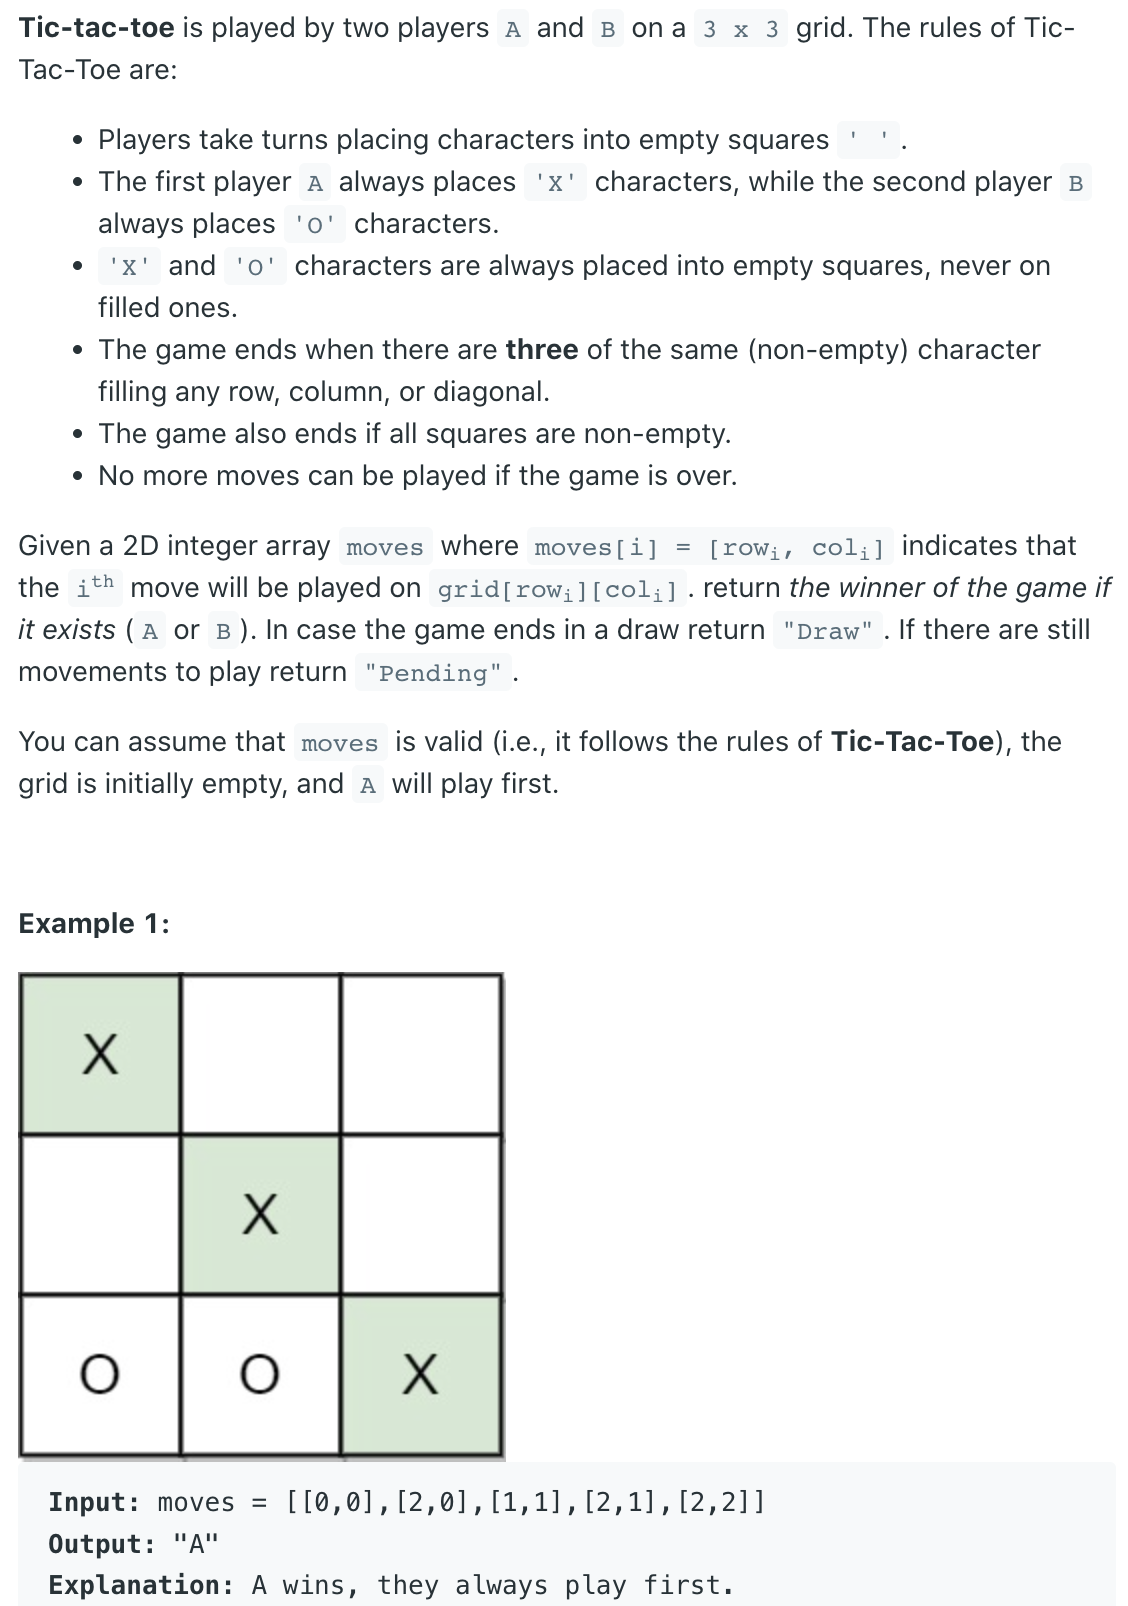 Tic-tac-toe is played by two players A and B on a 3 x 3 grid. The rules of Tic-
Tac-Toe are:
• Players take turns placing characters into empty squares ' '.
• The first player A always places 'X' characters, while the second player B
always places 'O' characters.
• 'X' and 'O' characters are always placed into empty squares, never on
filled ones.
• The game ends when there are three of the same (non-empty) character
filling any row, column, or diagonal.
• The game also ends if all squares are non-empty.
• No more moves can be played if the game is over.
Given a 2D integer array moves where moves[i] = [rowᵢ, colᵢ] indicates that
the iᵗʰ move will be played on grid[rowᵢ][colᵢ]. return the winner of the game if
it exists (A or B). In case the game ends in a draw return "Draw". If there are still
movements to play return "Pending".
You can assume that moves is valid (i.e., it follows the rules of Tic-Tac-Toe), the
grid is initially empty, and A will play first.
Example 1:
X
X
O O X
Input: moves = [[0,0],[2,0],[1,1],[2,1],[2,2]]
Output: "A"
Explanation: A wins, they always play first.